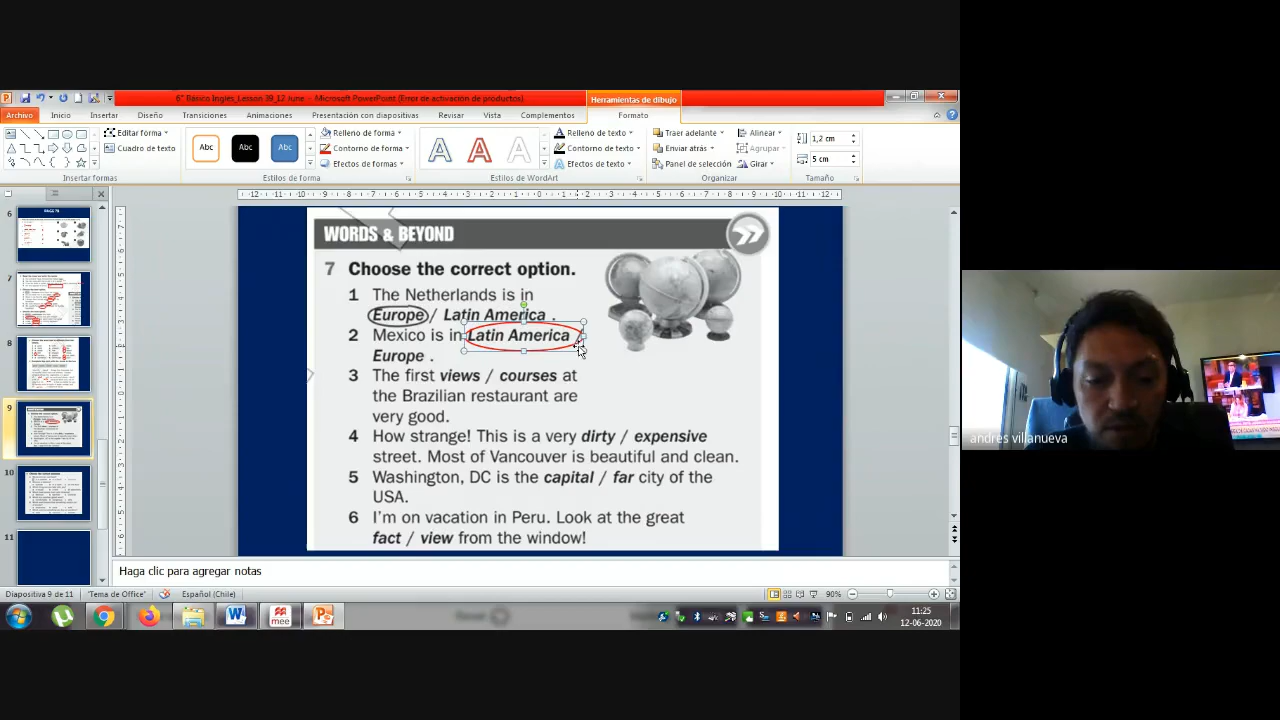 6° Básico Inglés_Lesson 39_12 June - Microsoft PowerPoint (Error de activación de productos)
Herramientas de dibujo
Archivo Inicio Insertar Diseño Transiciones Animaciones Presentación con diapositivas Revisar Vista Complementos Formato
Editar forma
Cuadro de texto
Insertar formas
Abc Abc Abc
Relleno de forma
Contorno de forma
Efectos de formas
Estilos de forma
A A A
Relleno de texto
Contorno de texto
Efectos de texto
Estilos de WordArt
Traer adelante
Enviar atrás
Panel de selección
Alinear
Agrupar
Girar
Organizar
1,2 cm
5 cm
Tamaño
6
PAGE 79
7
8
9
10
11
WORDS & BEYOND
7 Choose the correct option.
1 The Netherlands is in
Europe / Latin America .
2 Mexico is in Latin America /
Europe .
3 The first views / courses at
the Brazilian restaurant are
very good.
4 How strange! This is a very dirty / expensive
street. Most of Vancouver is beautiful and clean.
5 Washington, DC is the capital / far city of the
USA.
6 I'm on vacation in Peru. Look at the great
fact / view from the window!
Haga clic para agregar notas
Diapositiva 9 de 11 "Tema de Office" Español (Chile) 90%
mee
11:25
12-06-2020
andres villanueva